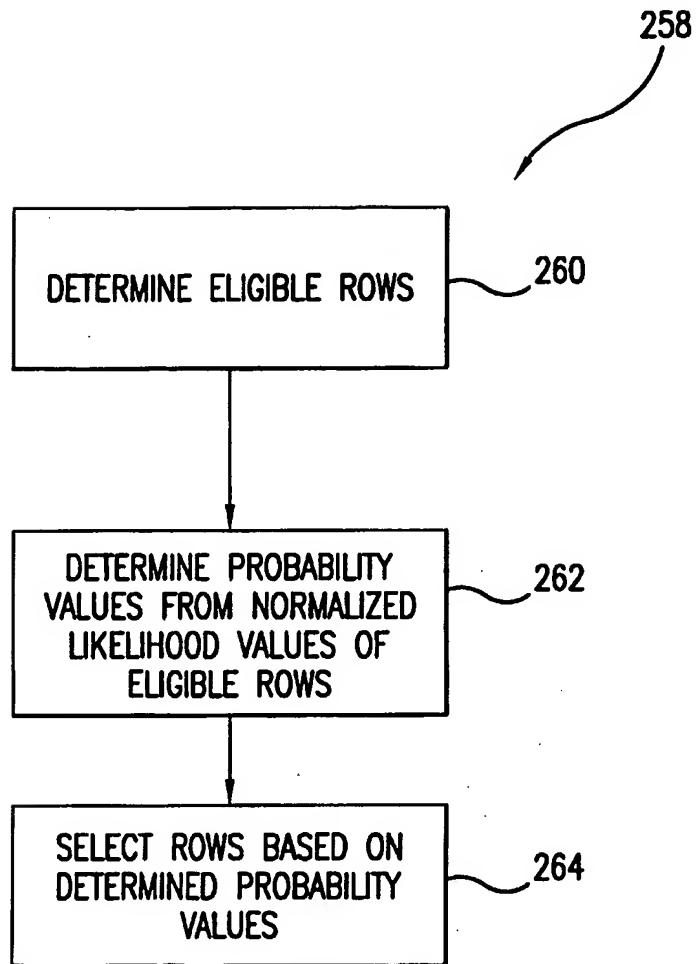 258
DETERMINE ELIGIBLE ROWS
260
DETERMINE PROBABILITY
VALUES FROM NORMALIZED
LIKELIHOOD VALUES OF
ELIGIBLE ROWS
262
SELECT ROWS BASED ON
DETERMINED PROBABILITY
VALUES
264